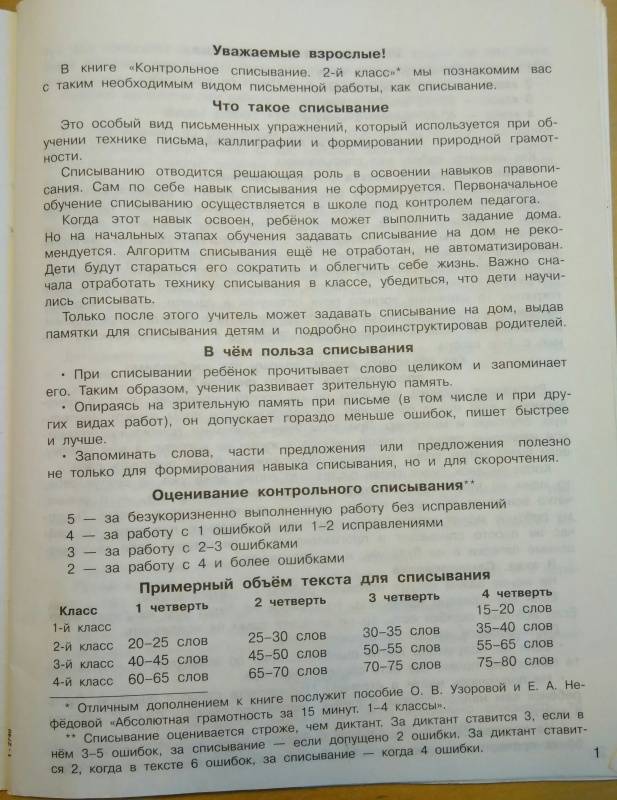 Уважаемые взрослые!
В книге «Контрольное списывание. 2-й класс»* мы познакомим вас
с таким необходимым видом письменной работы, как списывание.
Что такое списывание
Это особый вид письменных упражнений, который используется при обу-
учении технике письма, каллиграфии и формировании природной грамот-
ности.
Списыванию отводится решающая роль в освоении навыков правопи-
сания. Сам по себе навык списывания не сформируется. Первоначальное
обучение списыванию осуществляется в школе под контролем педагога.
Когда этот навык освоен, ребёнок может выполнить задание дома.
Но на начальных этапах обучения задавать списывание на дом не реко-
мендуется. Алгоритм списывания ещё не отработан, не автоматизирован.
Дети будут стараться его сократить и облегчить себе жизнь. Важно сна-
чала отработать технику списывания в классе, убедиться, что дети научи-
лись списывать.
Только после этого учитель может задавать списывание на дом, выдав
памятки для списывания детям и подробно проинструктировав родителей.
В чём польза списывания
• При списывании ребёнок прочитывает слово целиком и запоминает
его. Таким образом, ученик развивает зрительную память.
• Опираясь на зрительную память при письме (в том числе и при дру-
гих видах работ), он допускает гораздо меньше ошибок, пишет быстрее
и лучше.
• Запоминать слова, части предложения или предложения полезно
не только для формирования навыка списывания, но и для скорочтения.
Оценивание контрольного списывания**
5 — за безукоризненно выполненную работу без исправлений
4 — за работу с 1 ошибкой или 1–2 исправлениями
3 — за работу с 2–3 ошибками
2 — за работу с 4 и более ошибками
Примерный объём текста для списывания
Класс 1 четверть 2 четверть 3 четверть 4 четверть
1-й класс 15–20 слов
2-й класс 20–25 слов 25–30 слов 30–35 слов 35–40 слов
3-й класс 40–45 слов 45–50 слов 50–55 слов 55–65 слов
4-й класс 60–65 слов 65–70 слов 70–75 слов 75–80 слов
* Отличным дополнением к книге послужит пособие О. В. Узоровой и Е. А. Не-
фёдовой «Абсолютная грамотность за 15 минут. 1–4 классы».
** Списывание оценивается строже, чем диктант. За диктант ставится 3, если в
нём 3–5 ошибок, за списывание — если допущено 2 ошибки. За диктант ставит-
ся 2, когда в тексте 6 ошибок, за списывание — когда 4 ошибки.
1